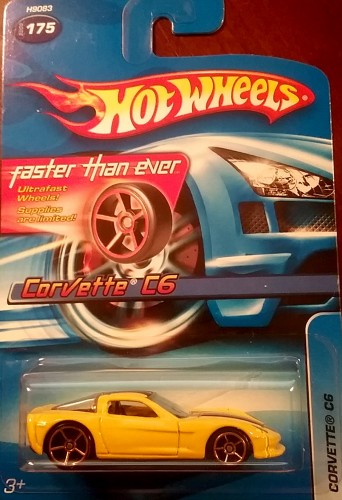 H9083
175
HOT WHEELS
faster than ever
Ultrafast
Wheels!
Supplies
are limited!
Corvette® C6
CORVETTE® C6
3+